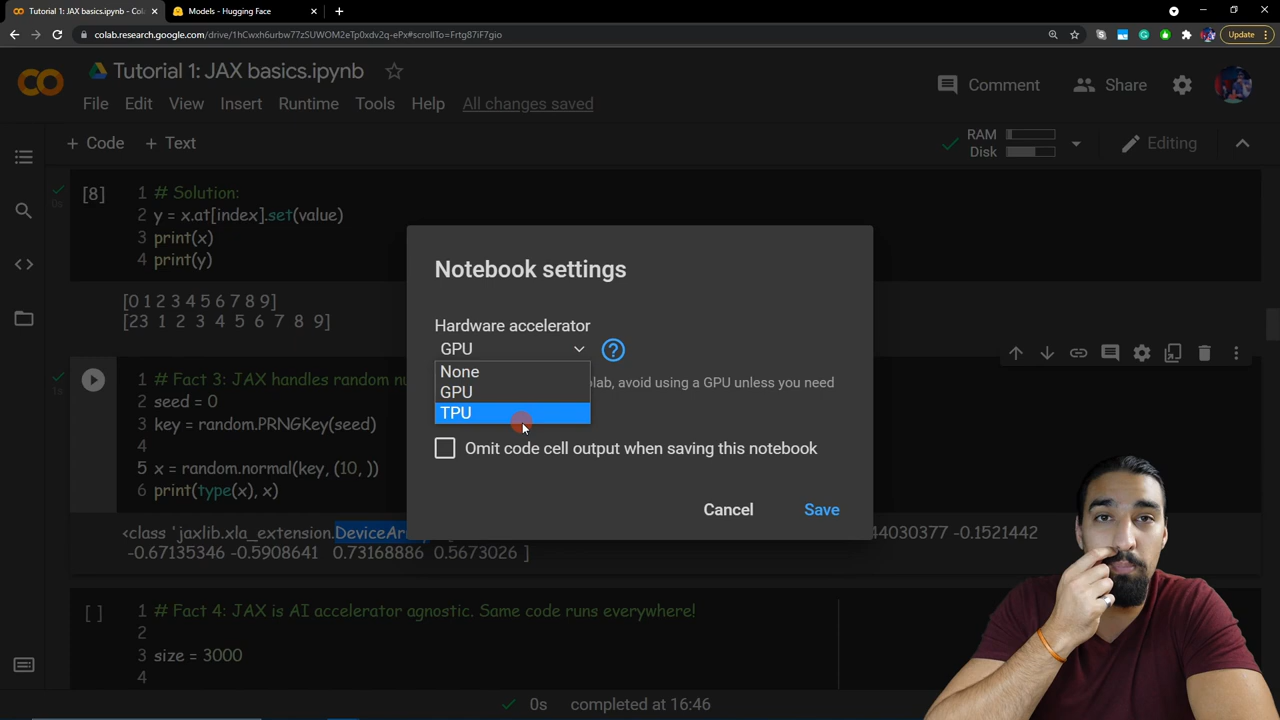 Tutorial 1: JAX basics.ipynb - Col
Models - Hugging Face
colab.research.google.com/drive/1hCwxh6urbw77zSUWOM2eTp0xdv2q-ePx#scrollTo=Frtg87iF7gio
Update
Tutorial 1: JAX basics.ipynb
Comment
Share
File Edit View Insert Runtime Tools Help All changes saved
+ Code + Text
RAM
Disk
Editing
[8]
0s
1 # Solution:
2 y = x.at[index].set(value)
3 print(x)
4 print(y)
[0 1 2 3 4 5 6 7 8 9]
[23 1 2 3 4 5 6 7 8 9]
Notebook settings
Hardware accelerator
GPU
None
GPU
TPU
olab, avoid using a GPU unless you need
Omit code cell output when saving this notebook
Cancel Save
1s
1 # Fact 3: JAX handles random nu
2 seed = 0
3 key = random.PRNGKey(seed)
4
5 x = random.normal(key, (10, ))
6 print(type(x), x)
<class 'jaxlib.xla_extension.DeviceAr 44030377 -0.1521442
-0.67135346 -0.5908641 0.73168886 0.5673026 ]
[ ]
1 # Fact 4: JAX is AI accelerator agnostic. Same code runs everywhere!
2
3 size = 3000
4
0s completed at 16:46